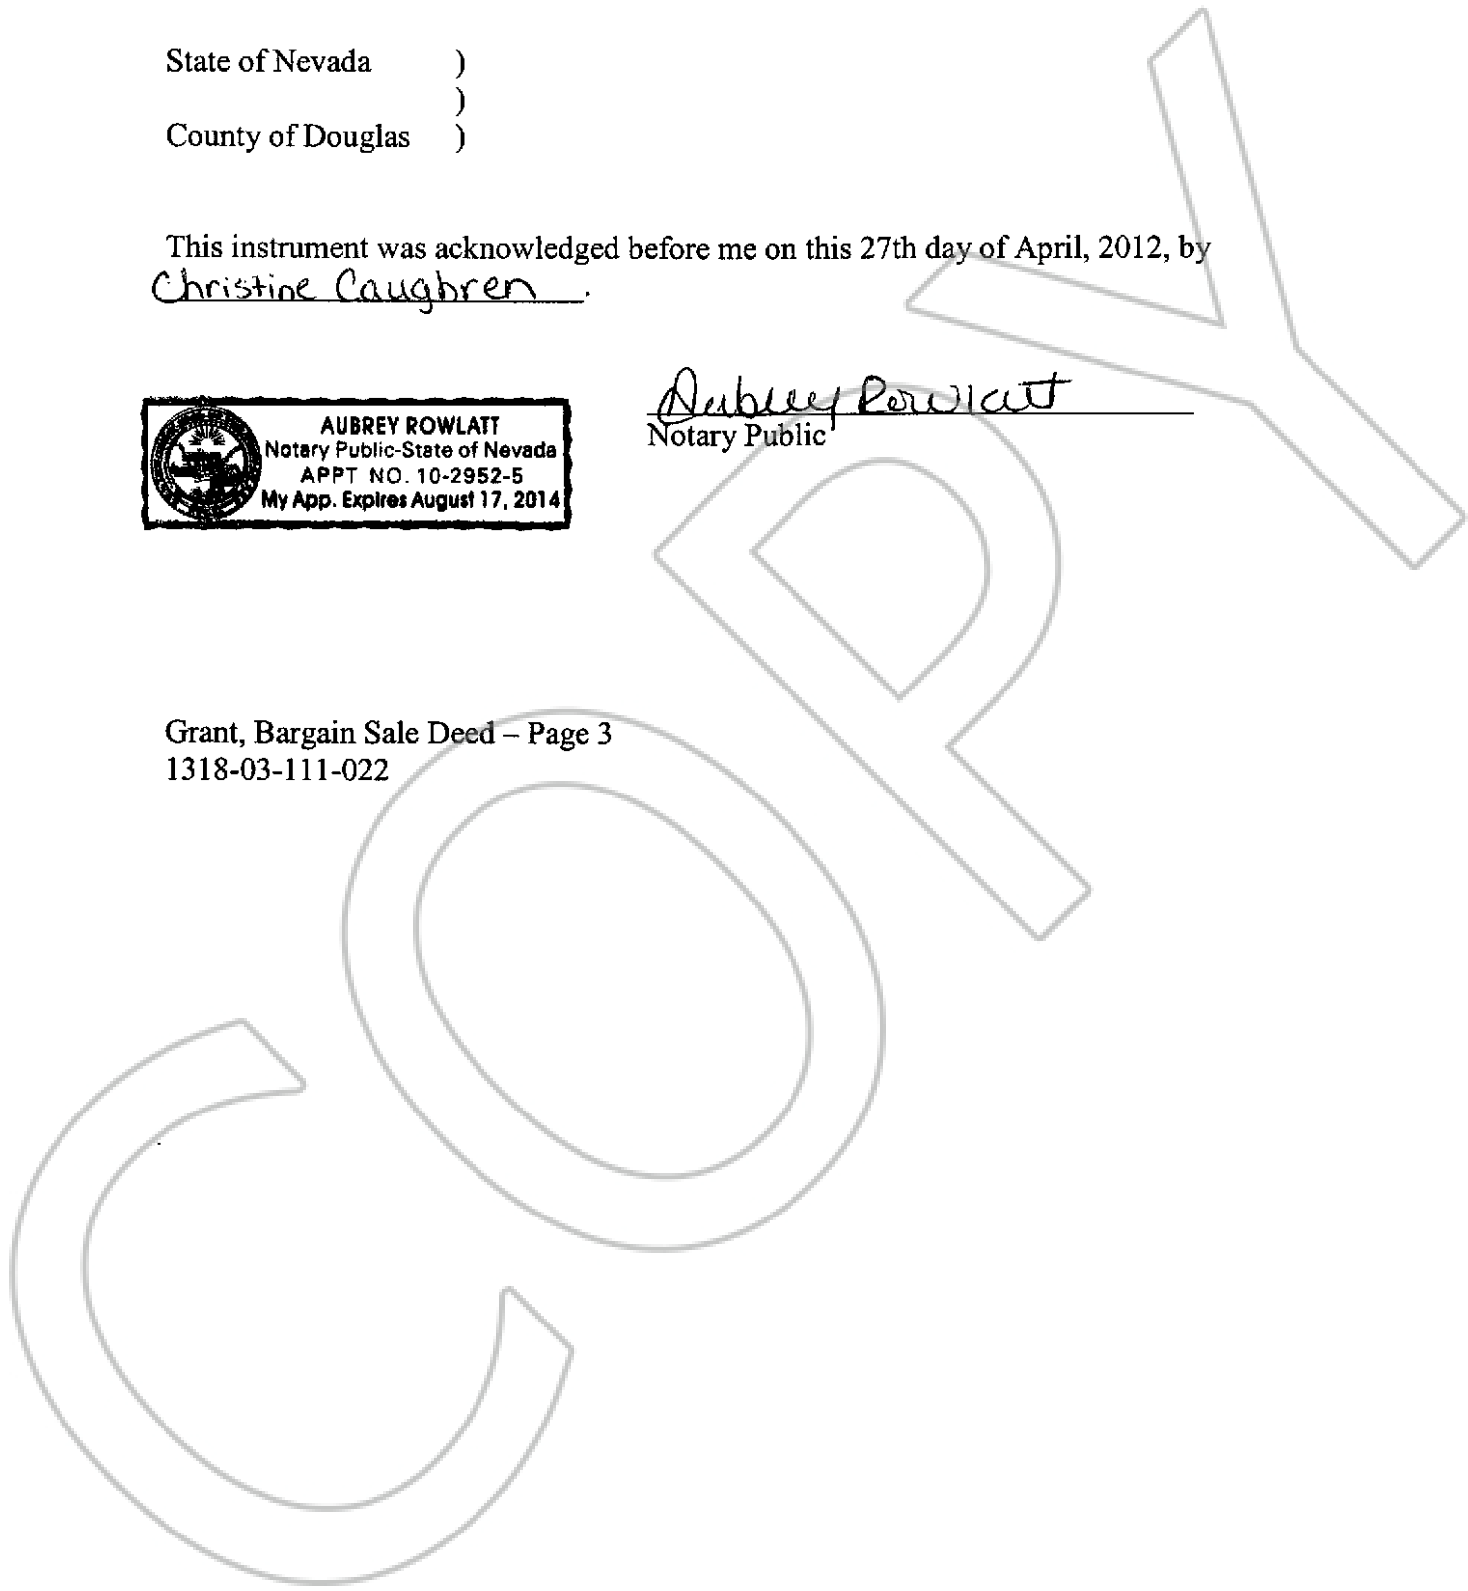 State of Nevada )
)
County of Douglas )
This instrument was acknowledged before me on this 27th day of April, 2012, by
Christine Caughren .
AUBREY ROWLATT
Notary Public-State of Nevada
APPT NO. 10-2952-5
My App. Expires August 17, 2014
Aubrey Rowlatt
Notary Public
Grant, Bargain Sale Deed – Page 3
1318-03-111-022
COPY